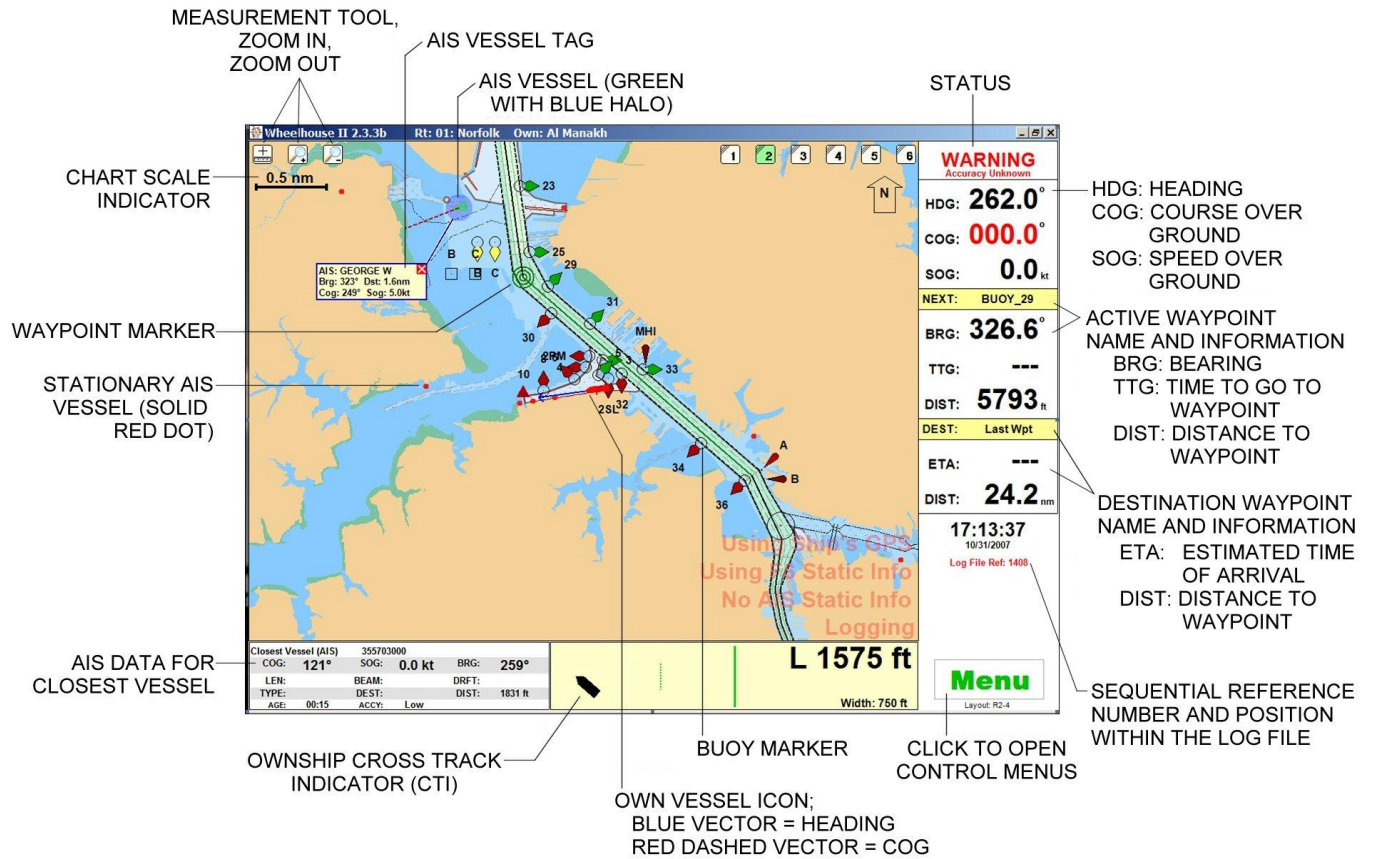 MEASUREMENT TOOL,
ZOOM IN,
ZOOM OUT
AIS VESSEL TAG
AIS VESSEL (GREEN
WITH BLUE HALO)
STATUS
CHART SCALE
INDICATOR
WAYPOINT MARKER
STATIONARY AIS
VESSEL (SOLID
RED DOT)
AIS DATA FOR
CLOSEST VESSEL
Wheelhouse II 2.3.3b Rt: 01: Norfolk Own: Al Manakh
0.5 nm
1 2 3 4 5 6
N
23
25
29
31
B C
B C
AIS: GEORGE W
Brg: 323° Dst: 1.6nm
Cog: 249° Sog: 5.0kt
30
MHI
2RM
5
3
33
4
10
32
2SL
34
A
B
36
Using Ship's GPS
Using FS Static Info
No AIS Static Info
Logging
WARNING
Accuracy Unknown
HDG: 262.0°
COG: 000.0°
SOG: 0.0 kt
NEXT: BUOY_29
BRG: 326.6°
TTG: ---
DIST: 5793 ft
DEST: Last Wpt
ETA: ---
DIST: 24.2 nm
17:13:37
10/31/2007
Log File Ref: 1408
Menu
Layout: R2-4
Closest Vessel (AIS) 355703000
COG: 121° SOG: 0.0 kt BRG: 259°
LEN: BEAM: DRFT:
TYPE: DEST: DIST: 1831 ft
AGE: 00:15 ACCY: Low
L 1575 ft
Width: 750 ft
HDG: HEADING
COG: COURSE OVER
GROUND
SOG: SPEED OVER
GROUND
ACTIVE WAYPOINT
NAME AND INFORMATION
BRG: BEARING
TTG: TIME TO GO TO
WAYPOINT
DIST: DISTANCE TO
WAYPOINT
DESTINATION WAYPOINT
NAME AND INFORMATION
ETA: ESTIMATED TIME
OF ARRIVAL
DIST: DISTANCE TO
WAYPOINT
SEQUENTIAL REFERENCE
NUMBER AND POSITION
WITHIN THE LOG FILE
OWNSHIP CROSS TRACK
INDICATOR (CTI)
BUOY MARKER
CLICK TO OPEN
CONTROL MENUS
OWN VESSEL ICON;
BLUE VECTOR = HEADING
RED DASHED VECTOR = COG